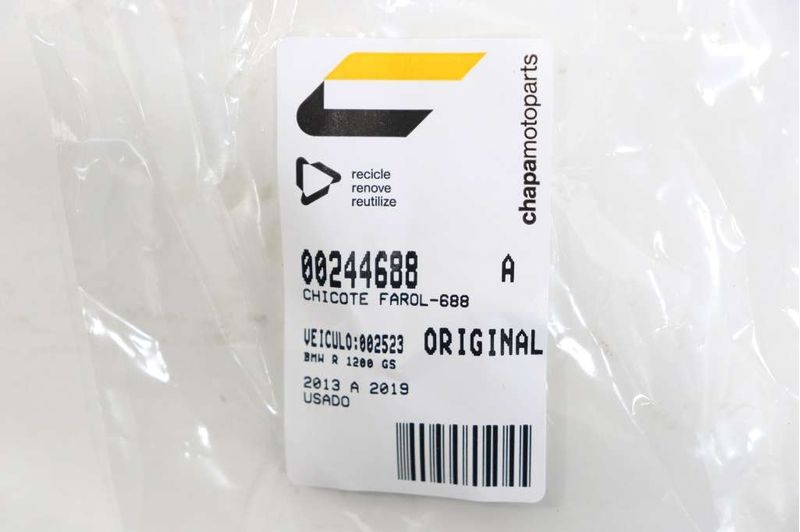 chapamotoparts
recicle
renove
reutilize
00244688 A
CHICOTE FAROL-688
VEICULO:002523 ORIGINAL
BMW R 1200 GS
2013 A 2019
USADO